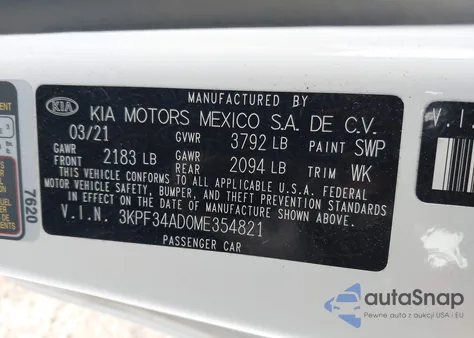 MANUFACTURED BY
KIA
KIA MOTORS MEXICO S.A. DE C.V.
03/21 GVWR 3792 LB PAINT SWP
GAWR FRONT 2183 LB GAWR REAR 2094 LB TRIM WK
THIS VEHICLE CONFORMS TO ALL APPLICABLE U.S.A. FEDERAL
MOTOR VEHICLE SAFETY, BUMPER, AND THEFT PREVENTION STANDARDS
IN EFFECT ON THE DATE OF MANUFACTURE SHOWN ABOVE.
V.I.N. 3KPF34AD0ME354821
PASSENGER CAR
7620
V.I.N
autoSnap
Pewne auto z aukcji USA i EU